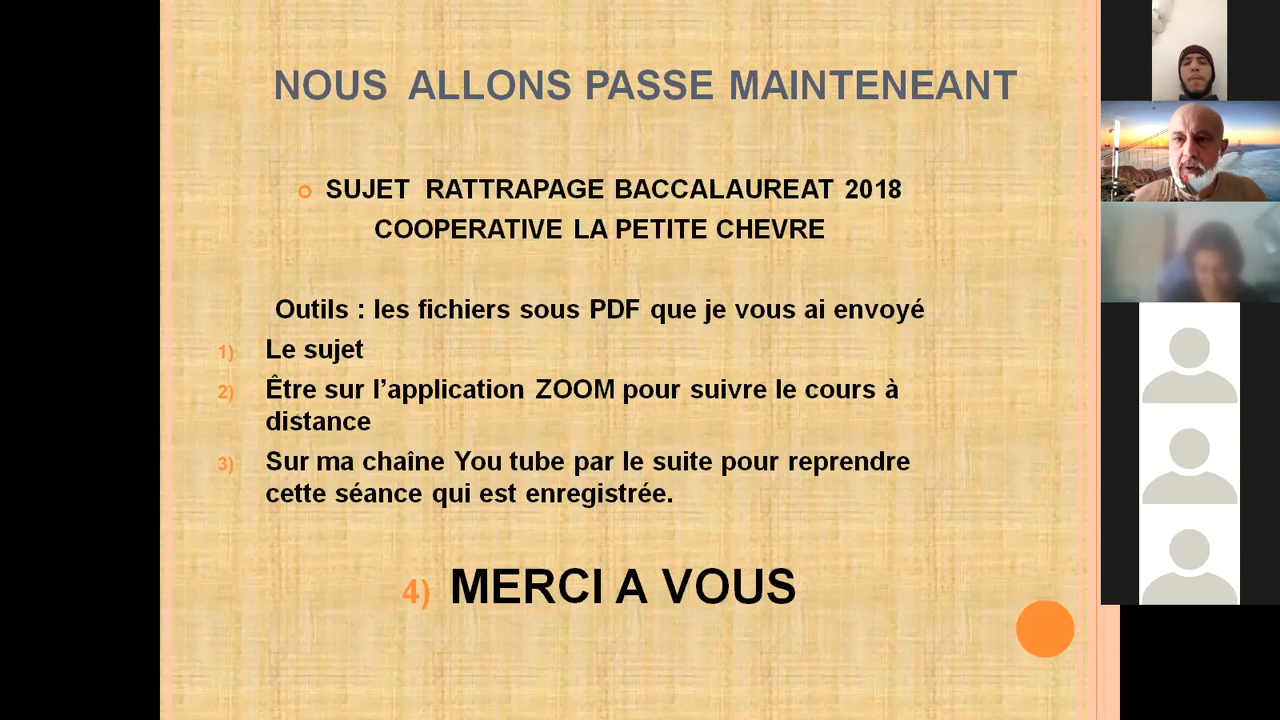 NOUS ALLONS PASSE MAINTENEANT
SUJET RATTRAPAGE BACCALAUREAT 2018
COOPERATIVE LA PETITE CHEVRE
Outils : les fichiers sous PDF que je vous ai envoyé
1) Le sujet
2) Être sur l’application ZOOM pour suivre le cours à
distance
3) Sur ma chaîne You tube par le suite pour reprendre
cette séance qui est enregistrée.
4) MERCI A VOUS